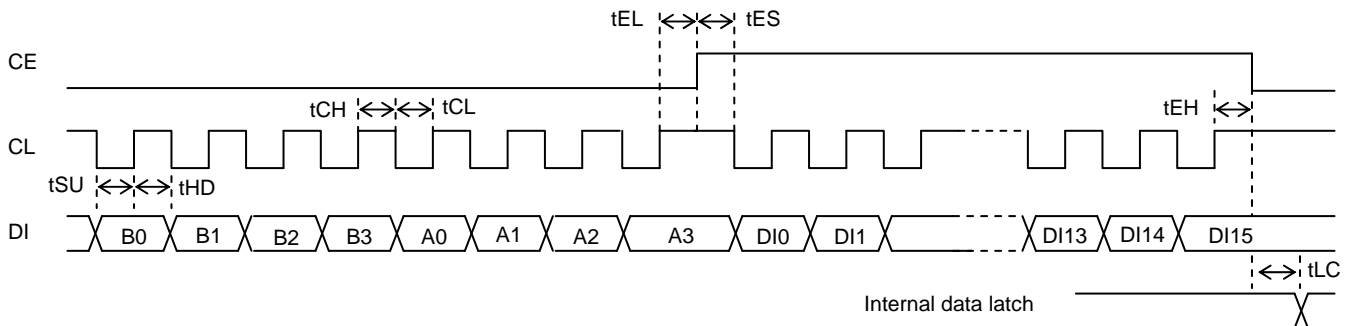 tEL tES
CE
tCH tCL tEH
CL
tSU tHD
DI B0 B1 B2 B3 A0 A1 A2 A3 DI0 DI1 DI13 DI14 DI15
tLC
Internal data latch